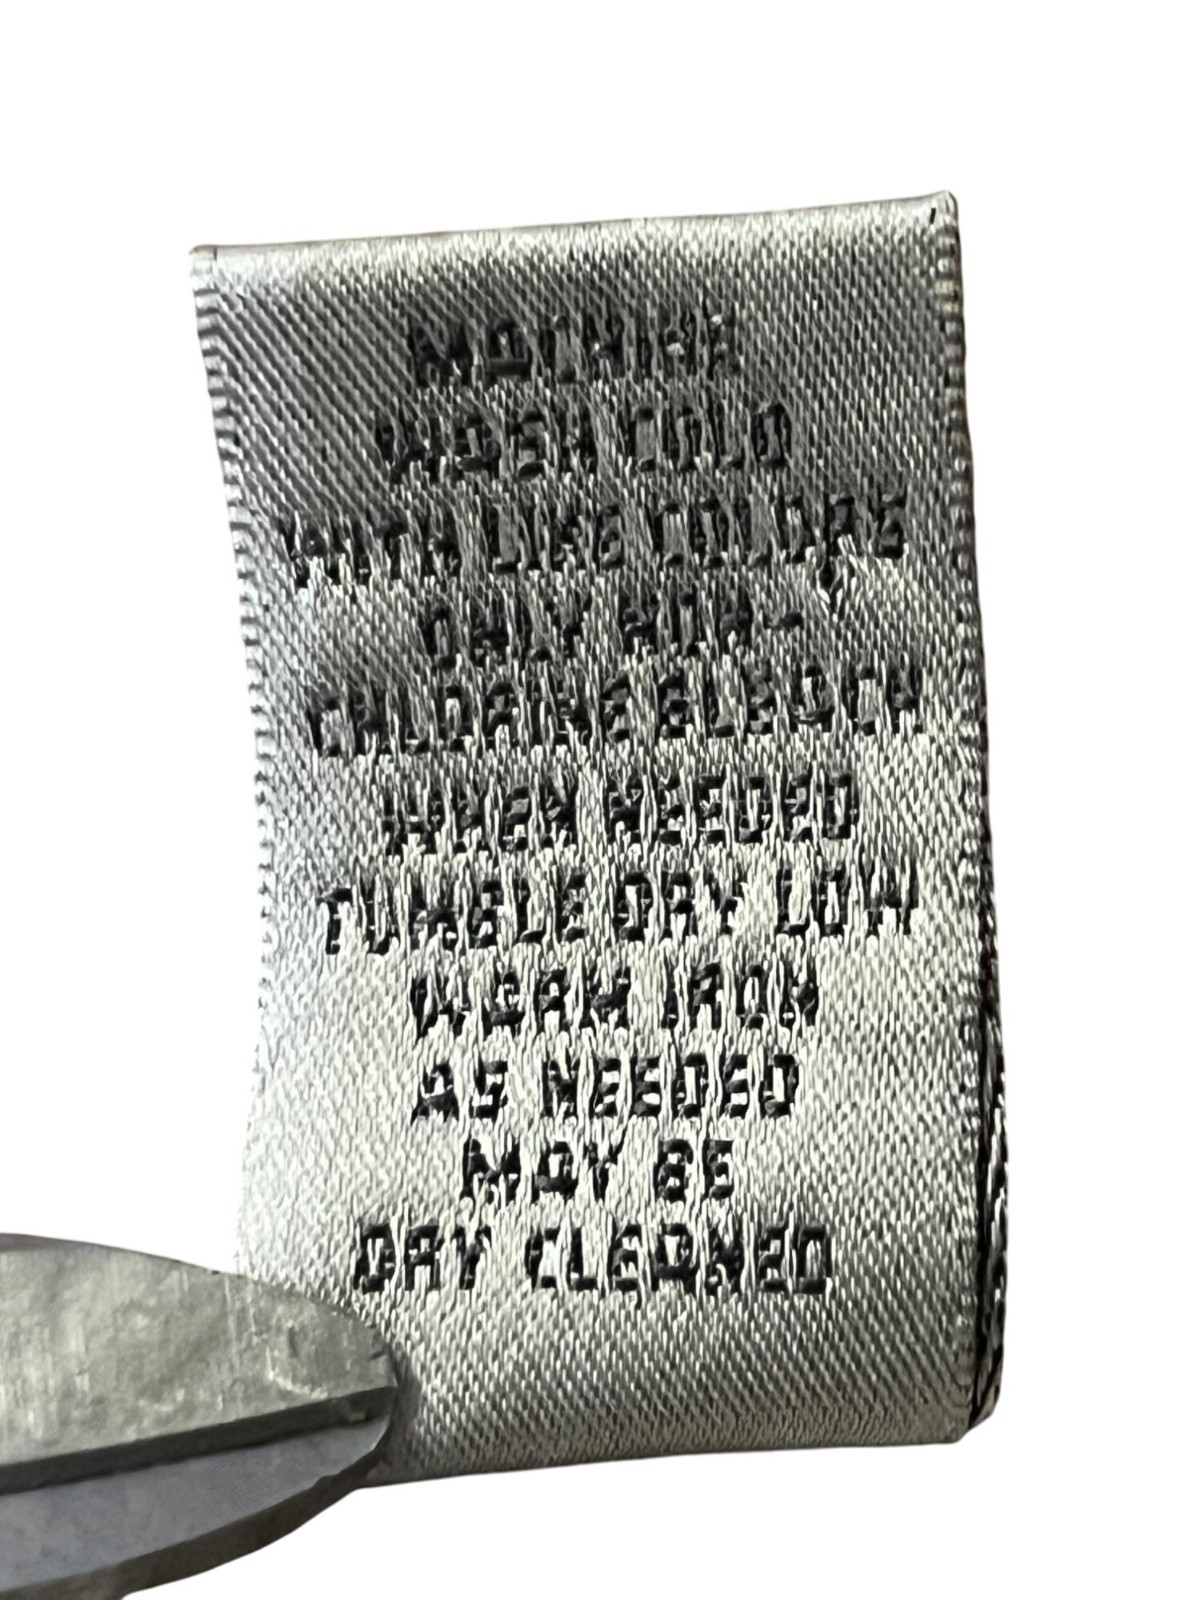 MACHINE
WASH COLD
WITH LIKE COLORS
ONLY NON-
CHLORINE BLEACH
WHEN NEEDED
TUMBLE DRY LOW
WARM IRON
AS NEEDED
MAY BE
DRY CLEANED